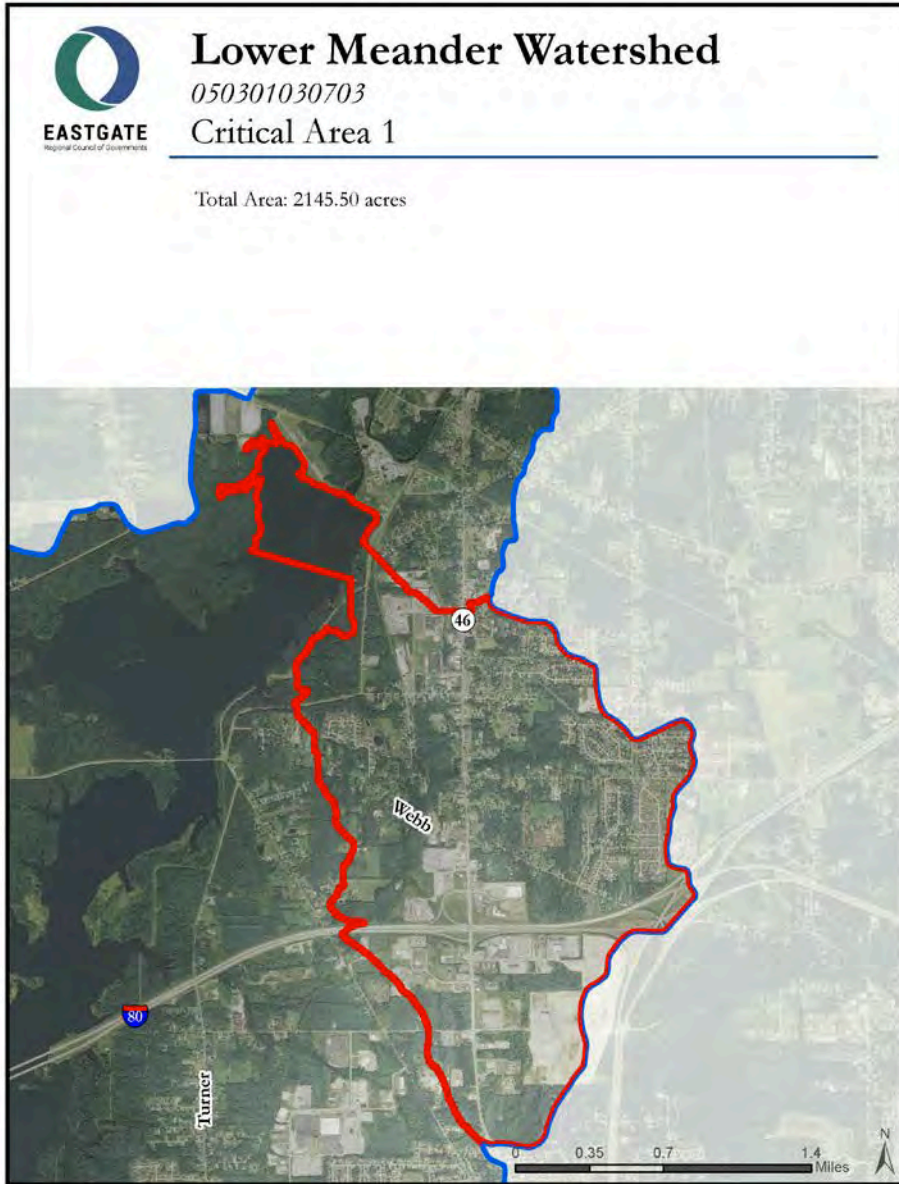 Lower Meander Watershed
050301030703
Critical Area 1
EASTGATE
Regional Council of Governments
Total Area: 2145.50 acres
46
Webb
80
Turner
N
0 0.35 0.7 1.4
Miles